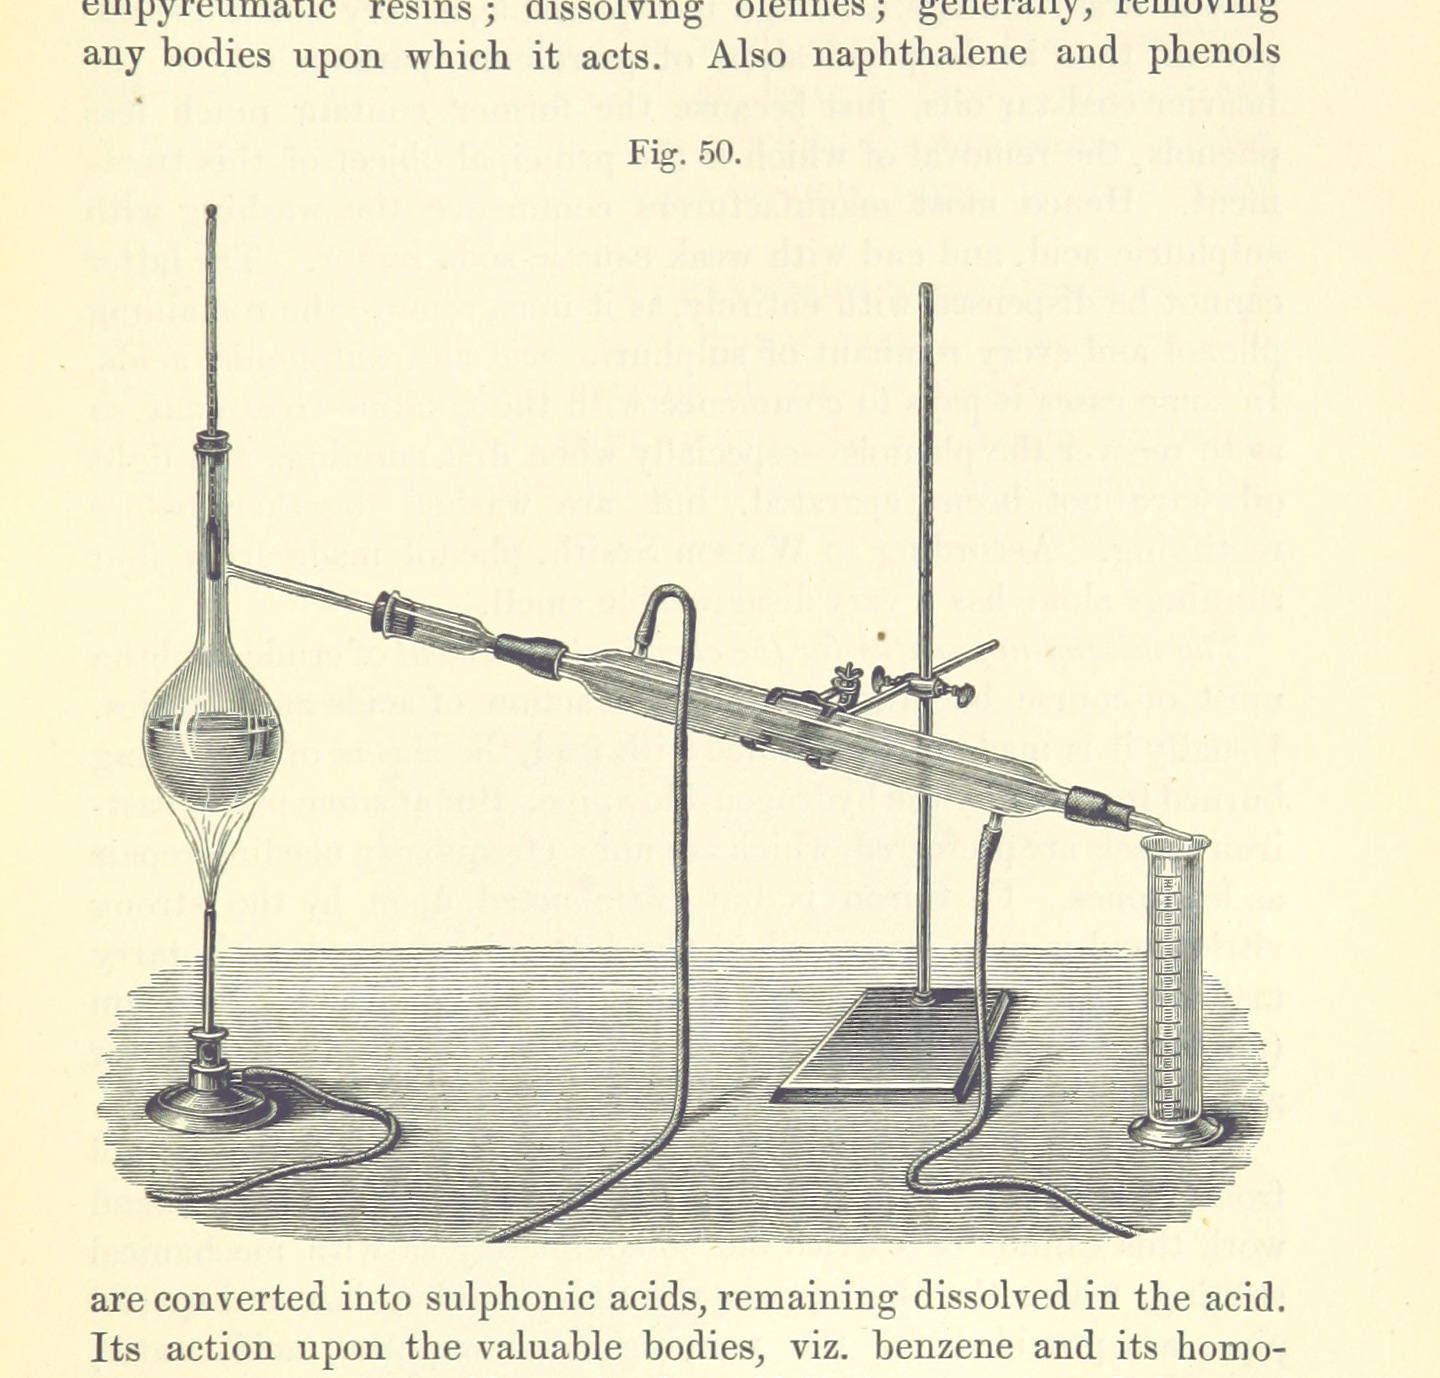 empyreumatic resins; dissolving olefines; generally, removing
any bodies upon which it acts. Also naphthalene and phenols
Fig. 50.
are converted into sulphonic acids, remaining dissolved in the acid.
Its action upon the valuable bodies, viz. benzene and its homo-